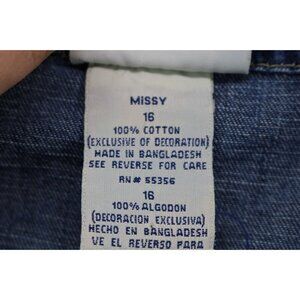 MISSY
16
100% COTTON
(EXCLUSIVE OF DECORATION)
MADE IN BANGLADESH
SEE REVERSE FOR CARE
RN# 55356
16
100% ALGODON
(DECORACION EXCLUSIVA)
HECHO EN BANGLADESH
VE EL REVERSO PARA